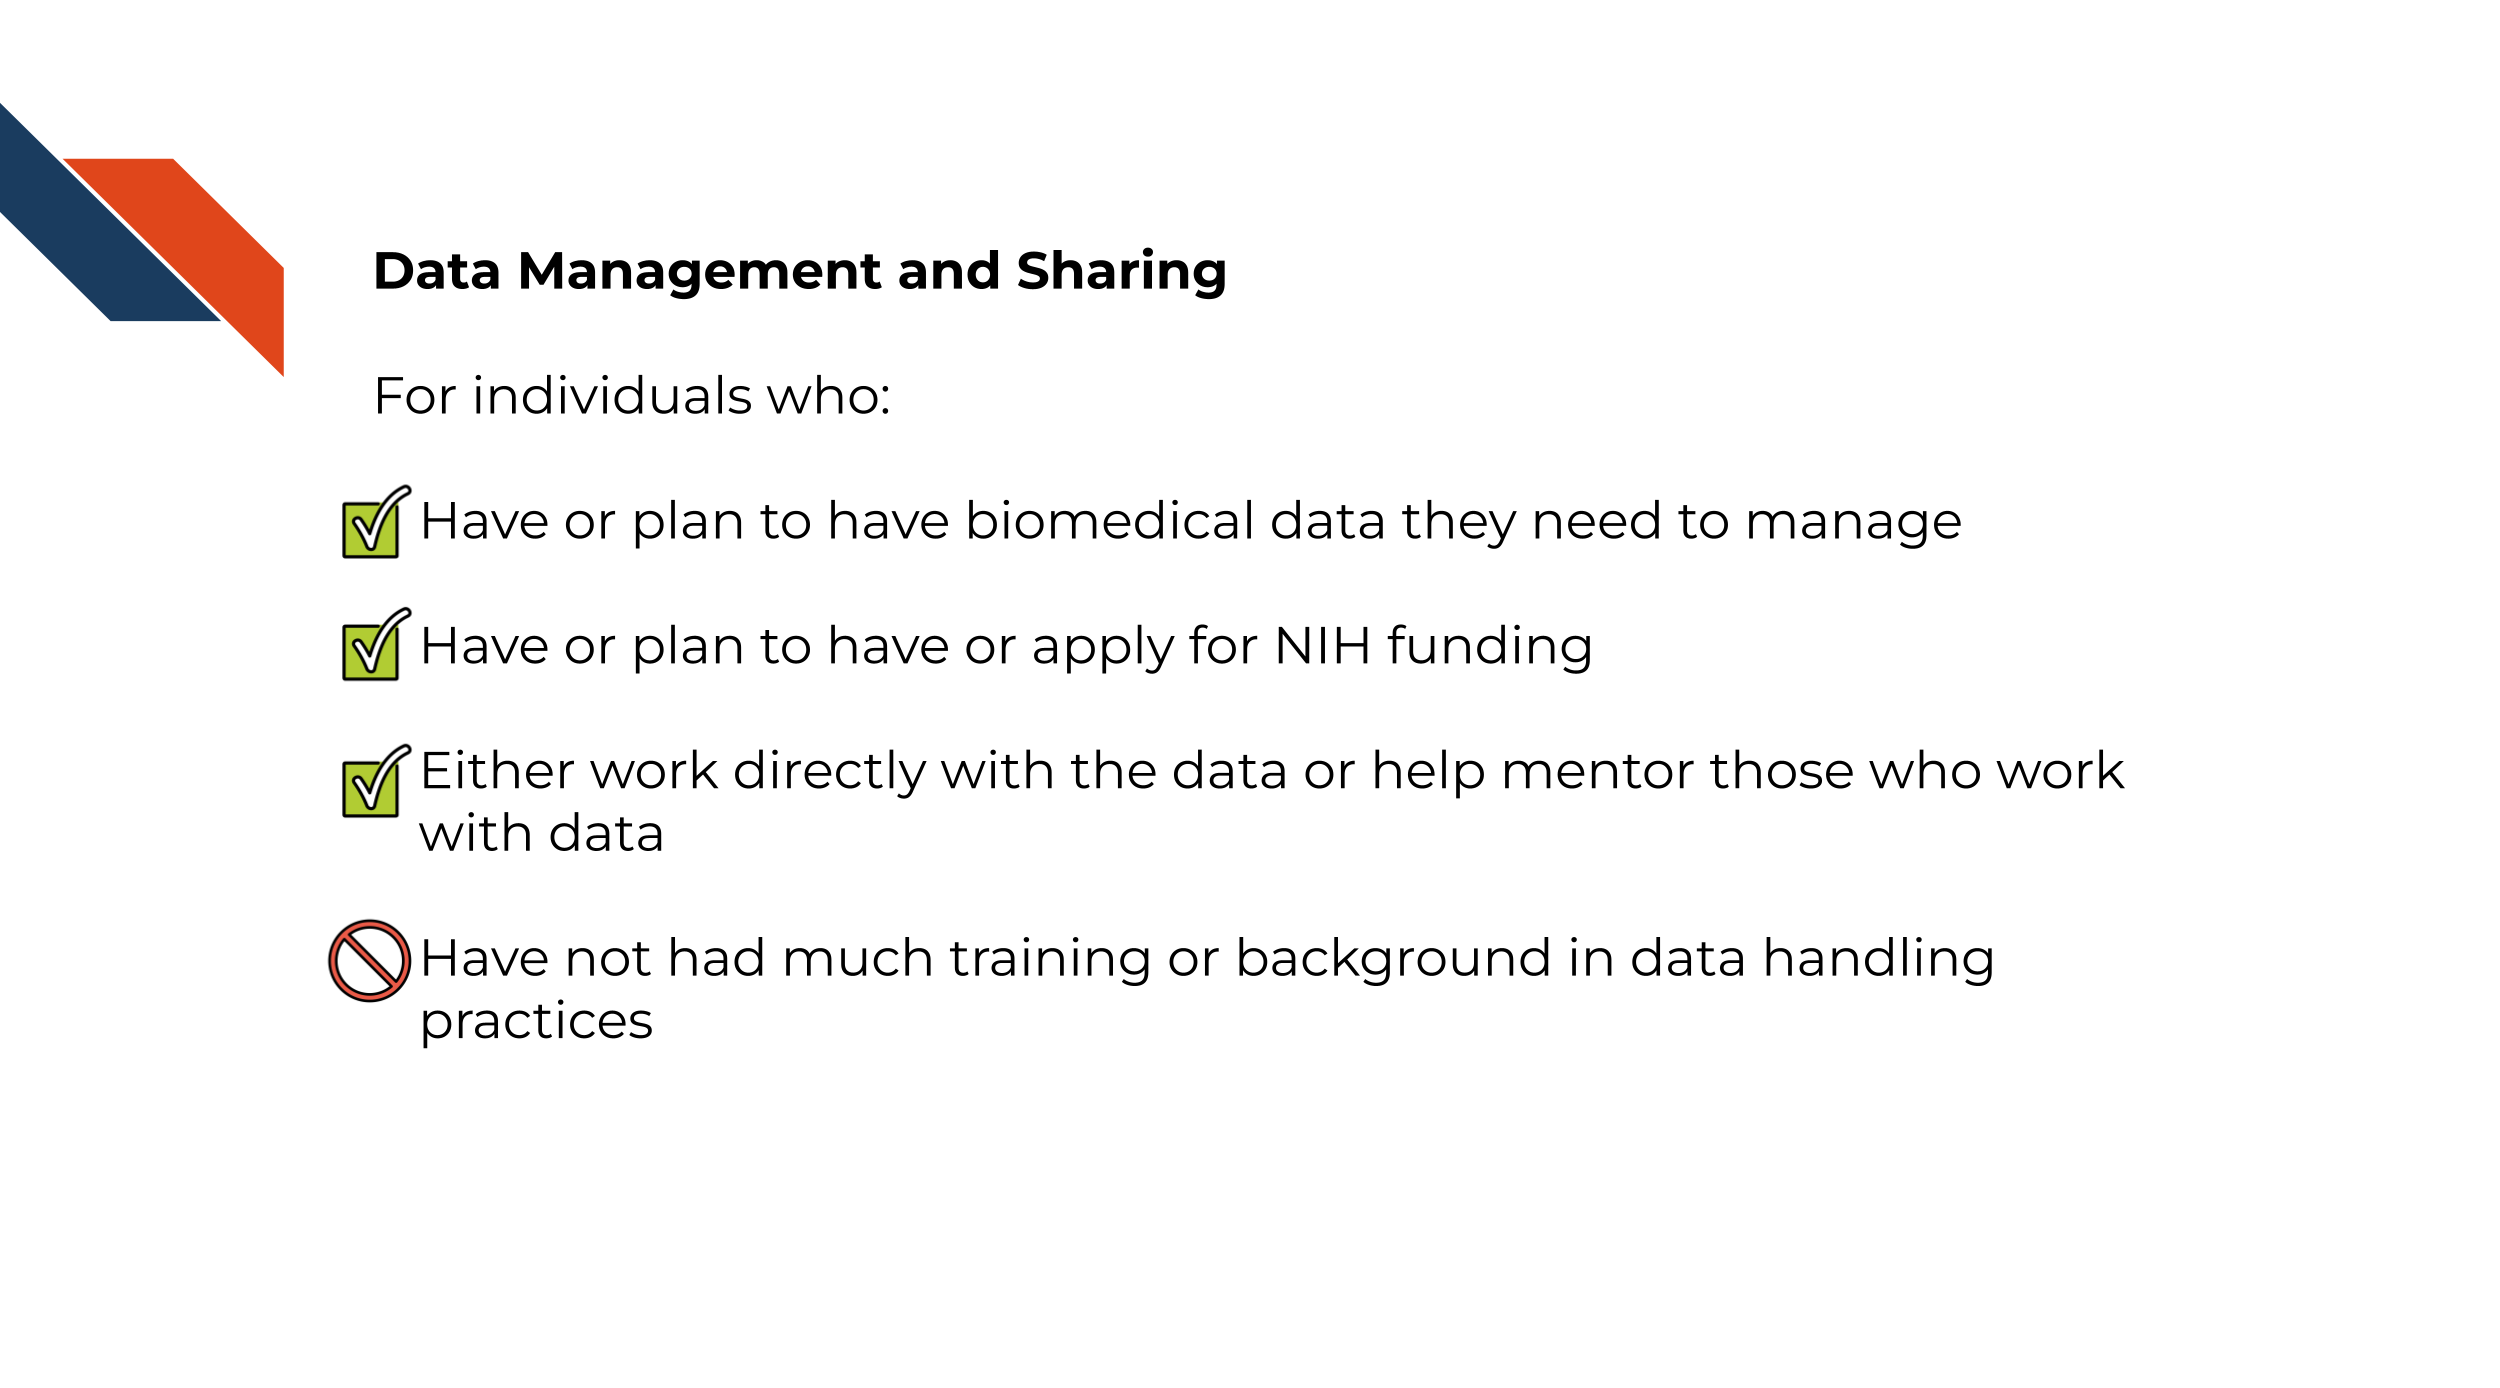 Data Management and Sharing
For individuals who:
Have or plan to have biomedical data they need to manage
Have or plan to have or apply for NIH funding
Either work directly with the data or help mentor those who work
with data
Have not had much training or background in data handling
practices